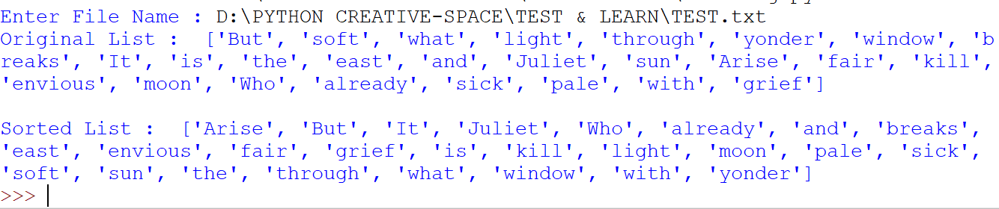 Enter File Name : D:\PYTHON CREATIVE-SPACE\TEST & LEARN\TEST.txt
Original List :  ['But', 'soft', 'what', 'light', 'through', 'yonder', 'window', 'b
reaks', 'It', 'is', 'the', 'east', 'and', 'Juliet', 'sun', 'Arise', 'fair', 'kill',
'envious', 'moon', 'Who', 'already', 'sick', 'pale', 'with', 'grief']

Sorted List :  ['Arise', 'But', 'It', 'Juliet', 'Who', 'already', 'and', 'breaks',
'east', 'envious', 'fair', 'grief', 'is', 'kill', 'light', 'moon', 'pale', 'sick',
'soft', 'sun', 'the', 'through', 'what', 'window', 'with', 'yonder']
>>>